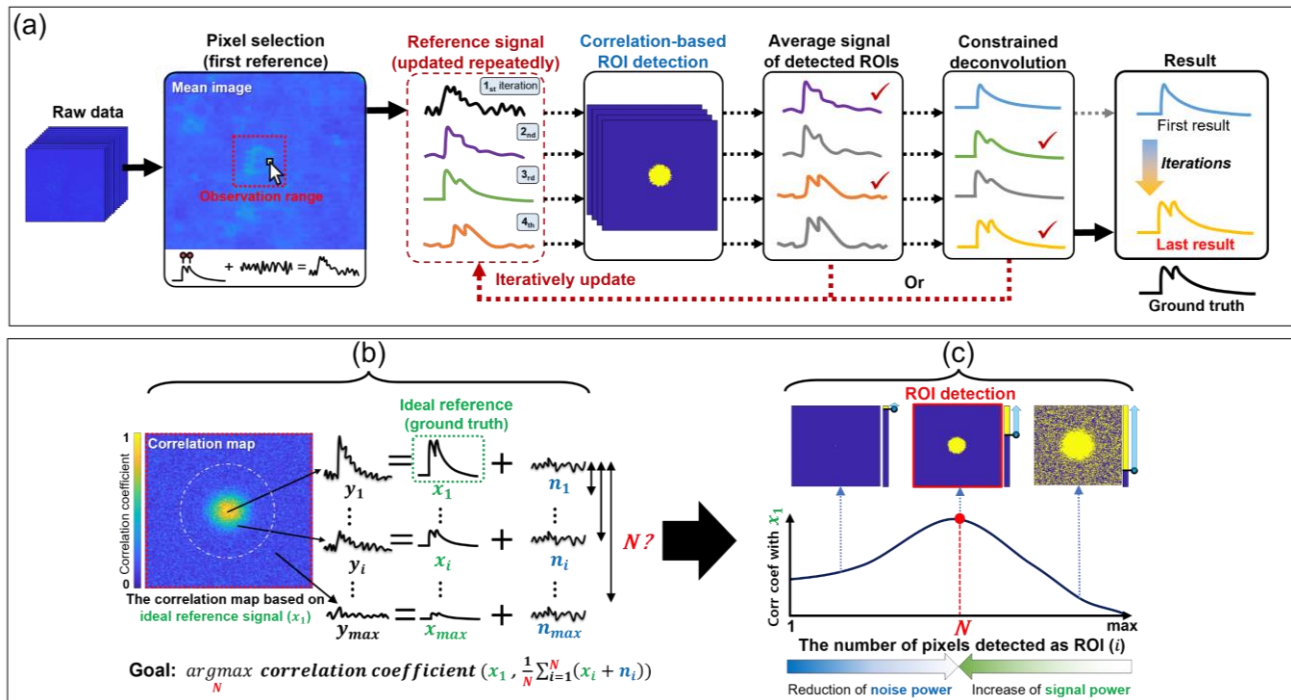 (a)
Raw data
Pixel selection
(first reference)
Mean image
Observation range
+
=
Reference signal
(updated repeatedly)
1st iteration
2nd
3rd
4th
Correlation-based
ROI detection
Average signal
of detected ROIs
Constrained
deconvolution
Result
First result
Iterations
Last result
Ground truth
Iteratively update
Or
(b)
Correlation map
1
Correlation coefficient
0
The correlation map based on
ideal reference signal (x₁)
Ideal reference
(ground truth)
= +
y₁ x₁ n₁
⋮ ⋮ ⋮
= +
yᵢ xᵢ nᵢ
⋮ ⋮ ⋮
= +
y_max x_max n_max
N?
Goal: argmax correlation coefficient (x₁ , 1/N ∑ᴺᵢ₌₁(xᵢ + nᵢ))
N
(c)
ROI detection
Corr coef with x₁
1 N max
The number of pixels detected as ROI (i)
Reduction of noise power Increase of signal power